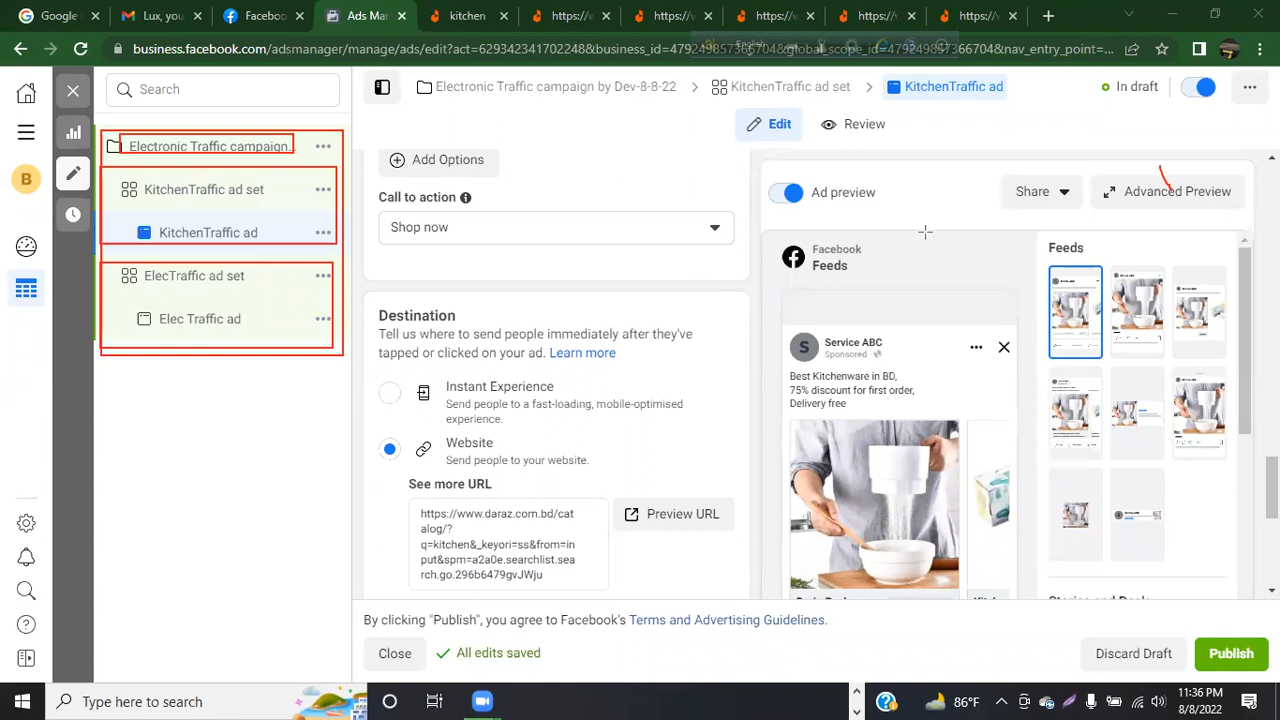 Google
Lux, you
Facebook
Ads Mar
kitchen
https://w
https://w
https://w
https://w
https://w
business.facebook.com/adsmanager/manage/ads/edit?act=629342341702248&business_id=479249857366704&global_scope_id=479249857366704&nav_entry_point=...
English
Search
Electronic Traffic campaign by Dev-8-8-22
KitchenTraffic ad set
KitchenTraffic ad
In draft
Edit
Review
Electronic Traffic campaign...
KitchenTraffic ad set
KitchenTraffic ad
ElecTraffic ad set
Elec Traffic ad
B
Add Options
Call to action
Shop now
Destination
Tell us where to send people immediately after they've
tapped or clicked on your ad. Learn more
Instant Experience
Send people to a fast-loading, mobile-optimised
experience.
Website
Send people to your website.
See more URL
https://www.daraz.com.bd/cat
alog/?
q=kitchen&_keyori=ss&from=in
put&spm=a2a0e.searchlist.sea
rch.go.296b6479gvJWju
Preview URL
Ad preview
Share
Advanced Preview
Facebook
Feeds
S
Service ABC
Sponsored
Best Kitchenware in BD,
75% discount for first order,
Delivery free
Feeds
By clicking "Publish", you agree to Facebook's Terms and Advertising Guidelines.
Close
All edits saved
Discard Draft
Publish
Type here to search
86°F
11:36 PM
8/8/2022